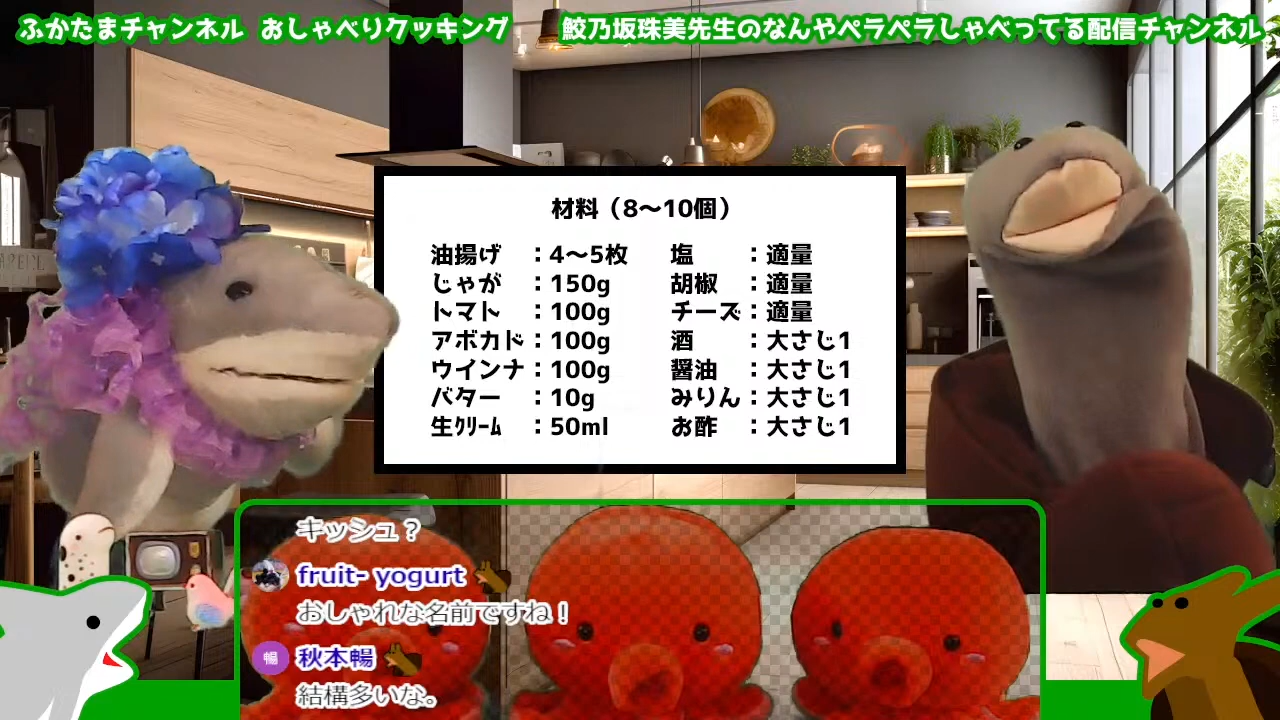 ふかたまチャンネル おしゃべりクッキング
鮫乃坂珠美先生のなんやペラペラしゃべってる配信チャンネル
材料（8〜10個）
油揚げ ：4〜5枚
じゃが ：150g
トマト ：100g
アボカド：100g
ウインナ：100g
バター ：10g
生ｸﾘｰﾑ ：50ml
塩 ：適量
胡椒 ：適量
チーズ：適量
酒 ：大さじ1
醤油 ：大さじ1
みりん：大さじ1
お酢 ：大さじ1
キッシュ？
fruit- yogurt
おしゃれな名前ですね！
暢 秋本暢
結構多いな。